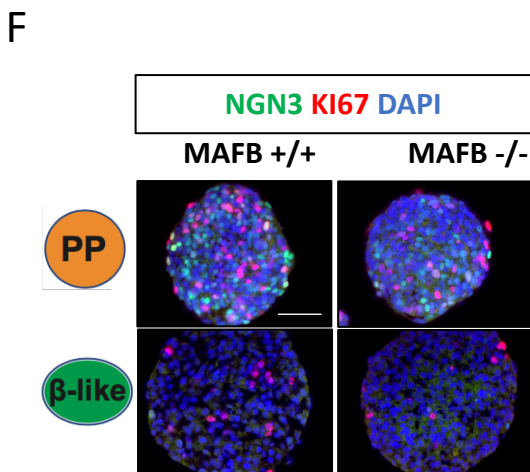 F
NGN3 KI67 DAPI
MAFB +/+ MAFB -/-
PP
β-like